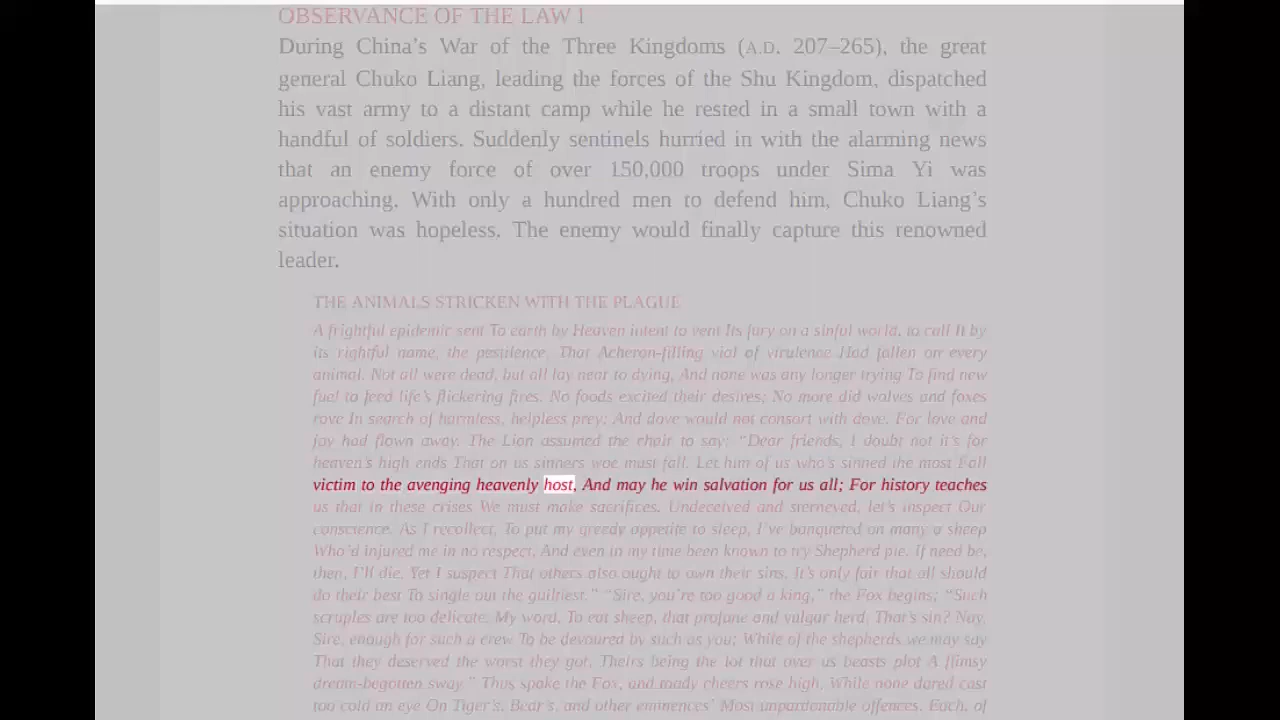 OBSERVANCE OF THE LAW I
During China’s War of the Three Kingdoms (A.D. 207–265), the great
general Chuko Liang, leading the forces of the Shu Kingdom, dispatched
his vast army to a distant camp while he rested in a small town with a
handful of soldiers. Suddenly sentinels hurried in with the alarming news
that an enemy force of over 150,000 troops under Sima Yi was
approaching. With only a hundred men to defend him, Chuko Liang’s
situation was hopeless. The enemy would finally capture this renowned
leader.
THE ANIMALS STRICKEN WITH THE PLAGUE
A frightful epidemic sent To earth by Heaven intent to vent Its fury on a sinful world, to call It by
its rightful name, the pestilence, That Acheron-filling vial of virulence Had fallen on every
animal. Not all were dead, but all lay near to dying, And none was any longer trying To find new
fuel to feed life’s flickering fires. No foods excited their desires; No more did wolves and foxes
rove In search of harmless, helpless prey; And dove would not consort with dove, For love and
joy had flown away. The Lion assumed the chair to say: “Dear friends, I doubt not it’s for
heaven’s high ends That on us sinners woe must fall. Let him of us who’s sinned the most Fall
victim to the avenging heavenly host, And may he win salvation for us all; For history teaches
us that in these crises We must make sacrifices. Undeceived and stern-eyed, let’s inspect Our
conscience. As I recollect, To put my greedy appetite to sleep, I’ve banqueted on many a sheep
Who’d injured me in no respect, And even in my time been known to try Shepherd pie. If need be,
then, I’ll die. Yet I suspect That others also ought to own their sins. It’s only fair that all should
do their best To single out the guiltiest.” “Sire, you’re too good a king,” the Fox begins; “Such
scruples are too delicate. My word, To eat sheep, that profane and vulgar herd, That’s sin? Nay,
Sire, enough for such a crew To be devoured by such as you; While of the shepherds we may say
That they deserved the worst they got, Theirs being the lot that over us beasts plot A flimsy
dream-begotten sway.” Thus spake the Fox, and toady cheers rose high, While none dared cast
too cold an eye On Tiger’s, Bear’s, and other eminences’ Most unpardonable offences. Each, of